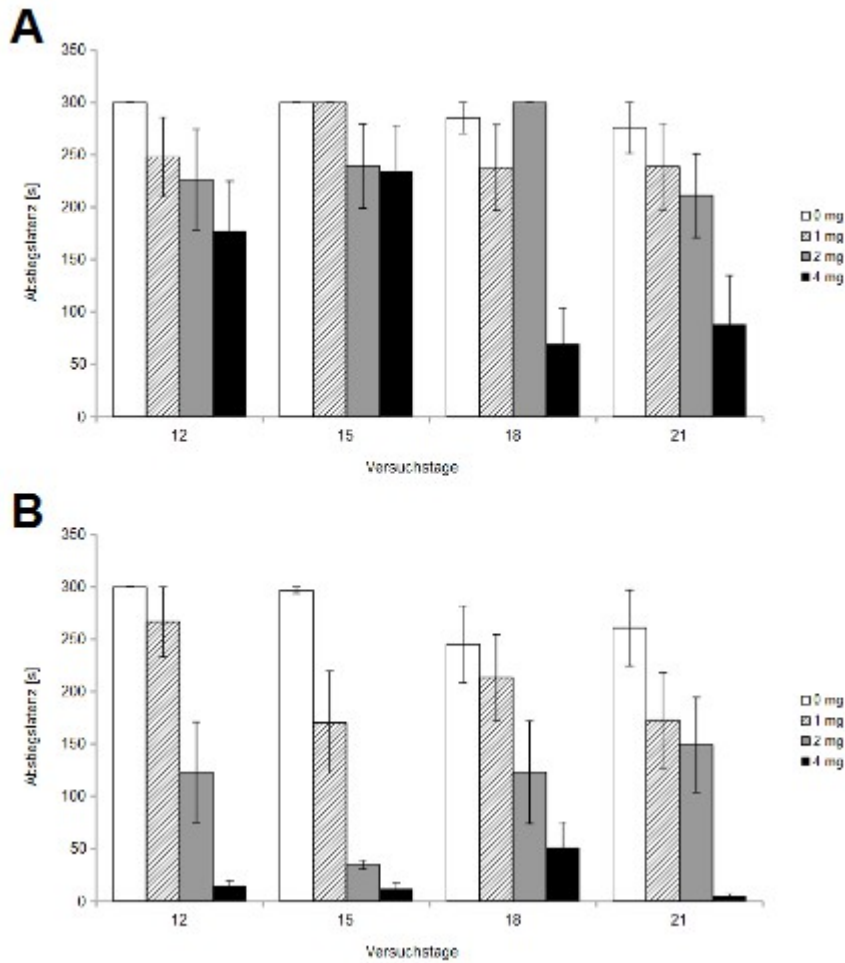 A
350
300
250
200
150
100
50
0
Abstiegslatenz [s]
12 15 18 21
Versuchstage
0 mg
1 mg
2 mg
4 mg
B
350
300
250
200
150
100
50
0
Abstiegslatenz [s]
12 15 18 21
Versuchstage
0 mg
1 mg
2 mg
4 mg